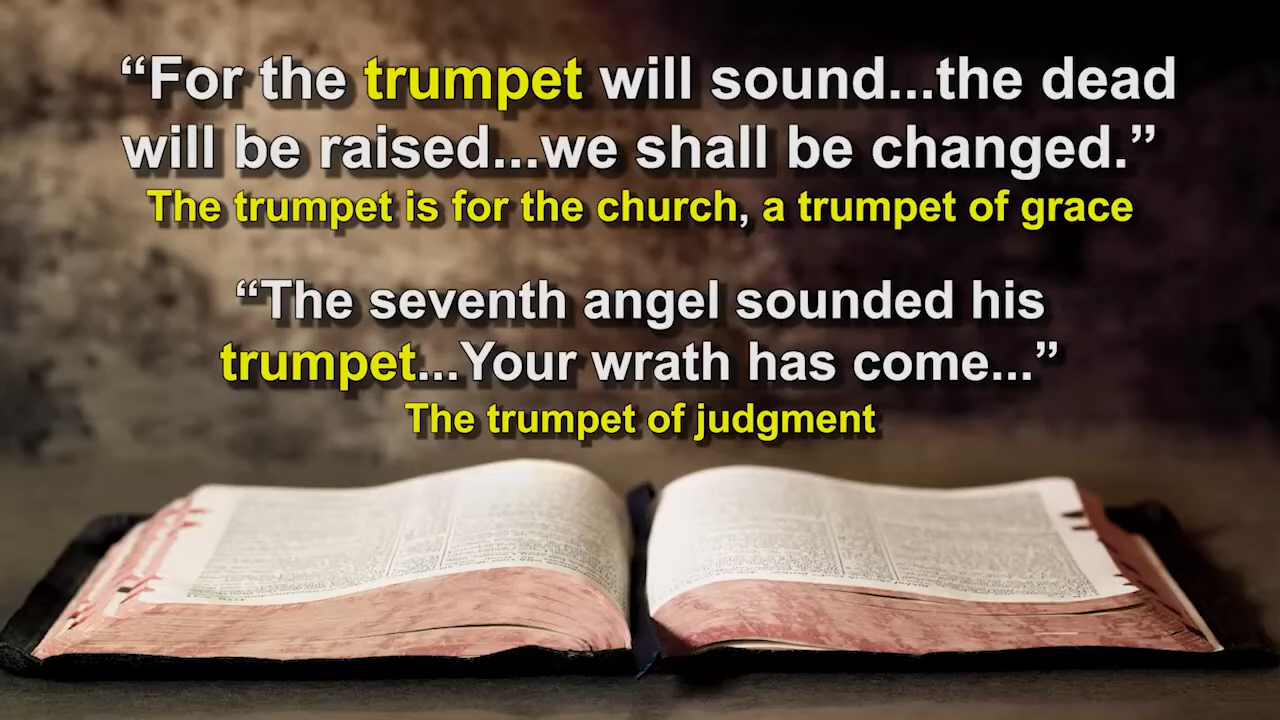 “For the trumpet will sound...the dead
will be raised...we shall be changed.”
The trumpet is for the church, a trumpet of grace
“The seventh angel sounded his
trumpet...Your wrath has come...”
The trumpet of judgment